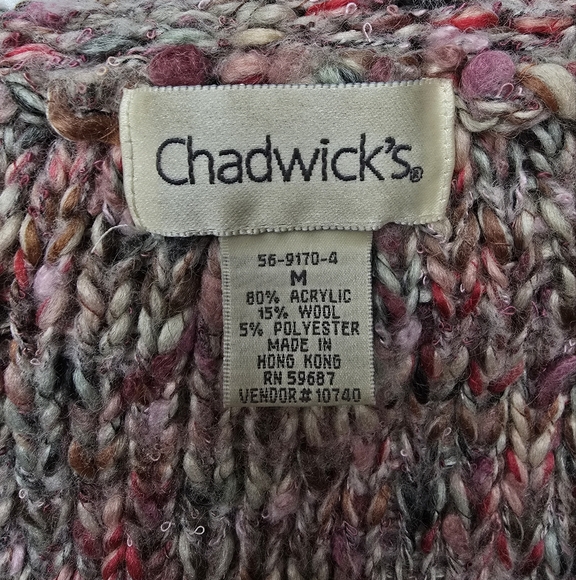 Chadwick's®
56-9170-4
M
80% ACRYLIC
15% WOOL
5% POLYESTER
MADE IN
HONG KONG
RN 59687
VENDOR# 10740